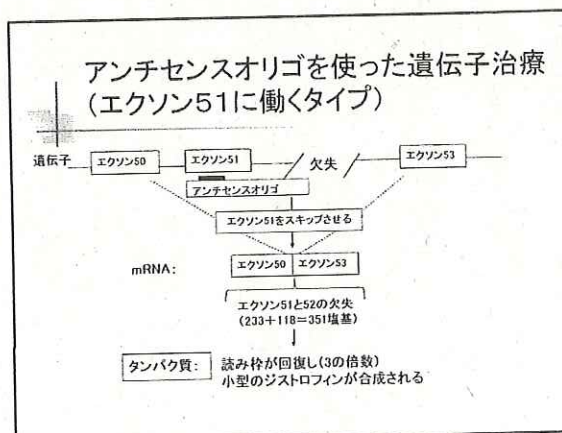 アンチセンスオリゴを使った遺伝子治療
(エクソン51に働くタイプ)
遺伝子 エクソン50 エクソン51 欠失 エクソン53
アンチセンスオリゴ
エクソン51をスキップさせる
mRNA: エクソン50 エクソン53
エクソン51と52の欠失
(233+118=351塩基)
タンパク質: 読み枠が回復し(3の倍数)
小型のジストロフィンが合成される